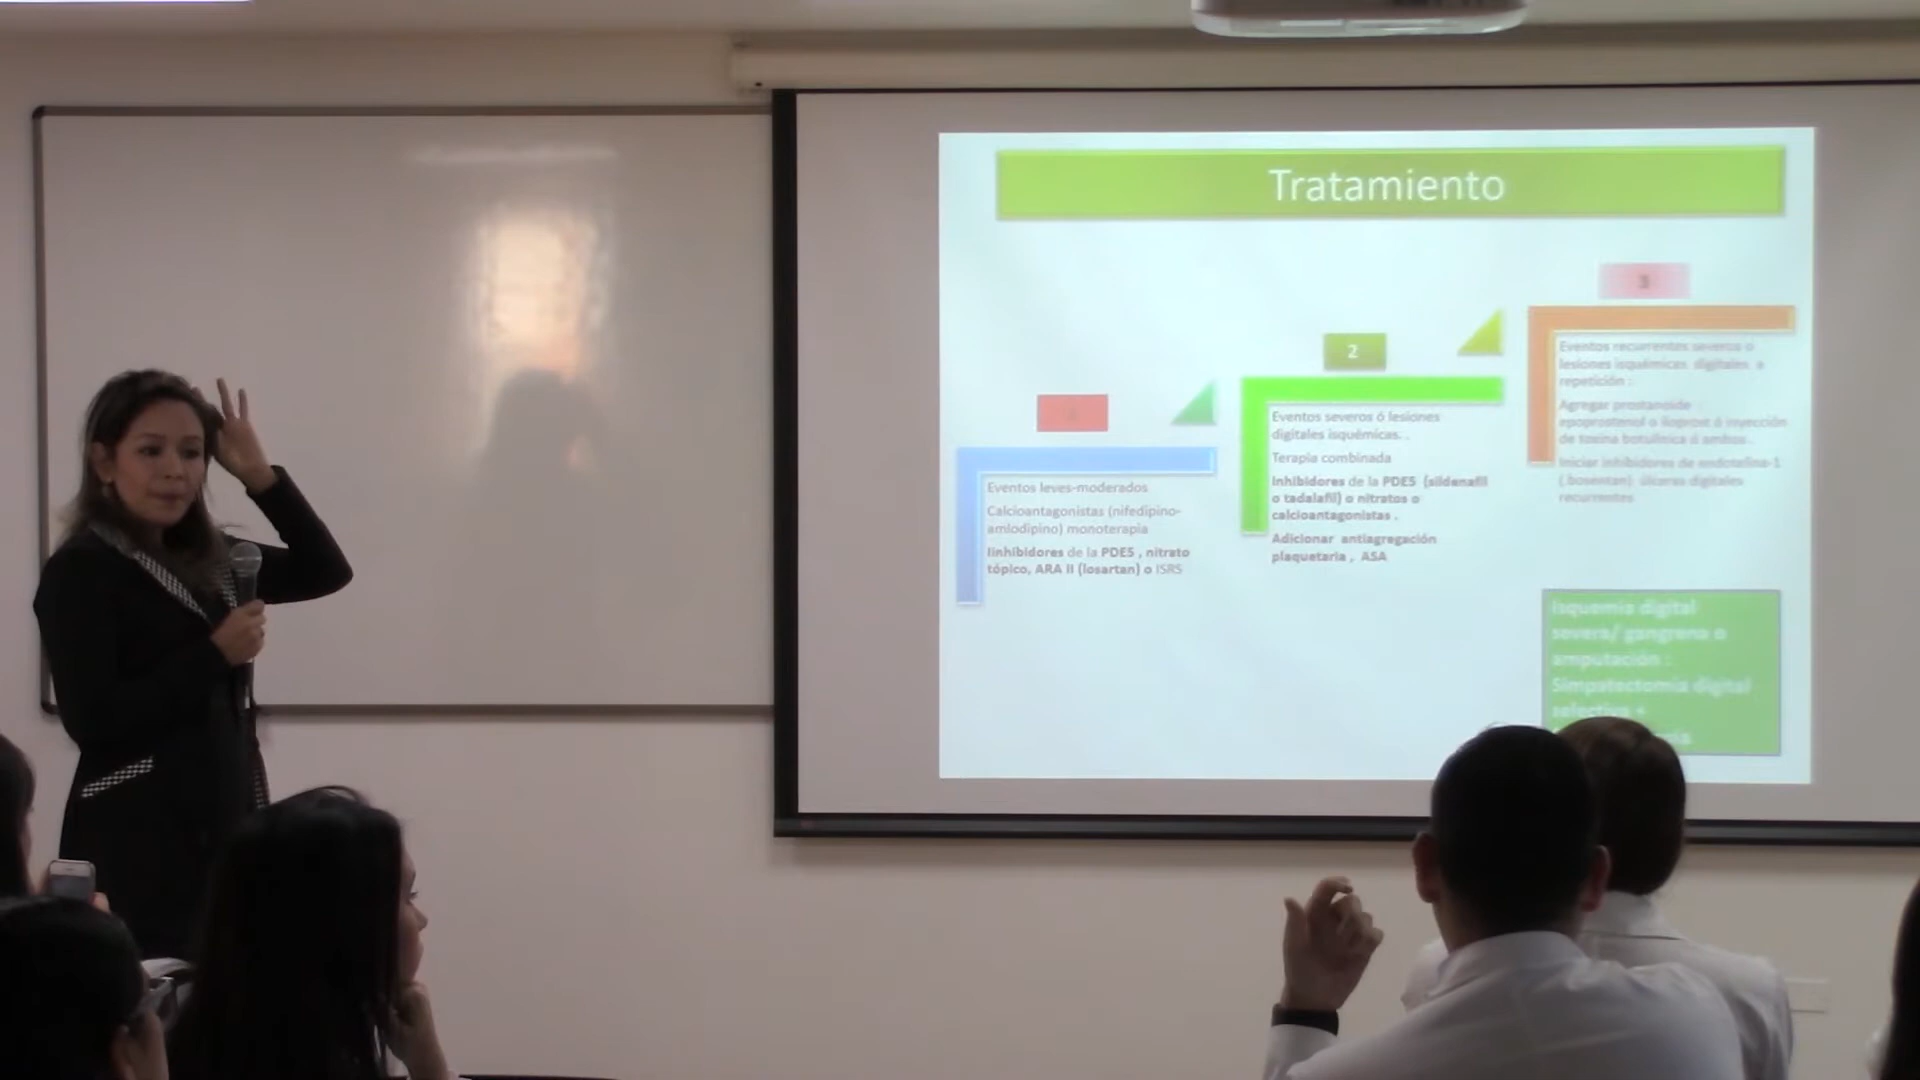 Tratamiento
Eventos leves-moderados
Calcioantagonistas (nifedipino-
amlodipino) monoterapia
Iinhibidores de la PDE5 , nitrato
tópico, ARA II (losartan) o ISRS
2
Eventos severos ó lesiones
digitales isquémicas. .
Terapia combinada
Inhibidores de la PDE5 (sildenafil
o tadalafil) o nitratos o
calcioantagonistas .
Adicionar antiagregación
plaquetaria , ASA
3
Eventos recurrentes severos o
lesiones isquémicas digitales a
repetición :
Agregar prostanoide :
epoprostenol o iloprost ó inyección
de toxina botulínica ó ambos .
Iniciar inhibidores de endotelina-1
( bosentan) úlceras digitales
recurrentes
Isquemia digital
severa/ gangrena o
amputación :
Simpatectomia digital
selectiva +